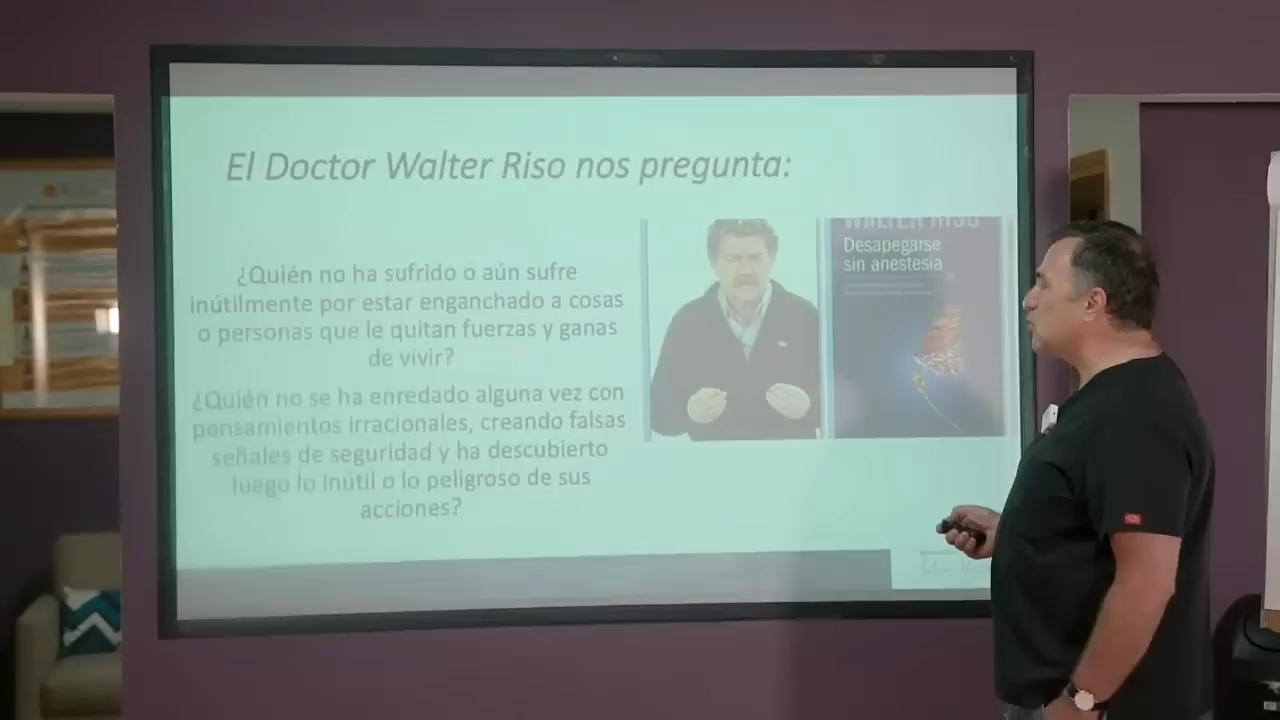 El Doctor Walter Riso nos pregunta:
¿Quién no ha sufrido o aún sufre
inútilmente por estar enganchado a cosas
o personas que le quitan fuerzas y ganas
de vivir?
¿Quién no se ha enredado alguna vez con
pensamientos irracionales, creando falsas
señales de seguridad y ha descubierto
luego lo inútil o lo peligroso de sus
acciones?
WALTER RISO
Desapegarse
sin anestesia